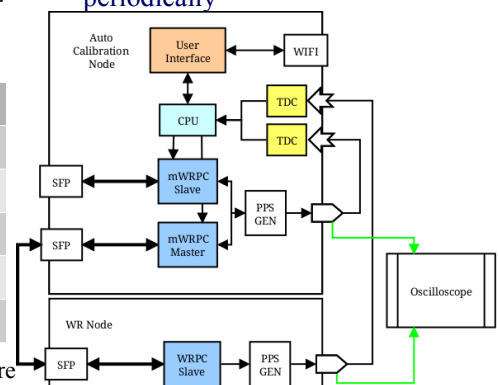 periodically
Auto
Calibration
Node
User
Interface
WIFI
TDC
CPU
TDC
mWRPC
Slave
SFP
PPS
GEN
mWRPC
Master
SFP
Oscilloscope
WR Node
re
SFP
WRPC
Slave
PPS
GEN